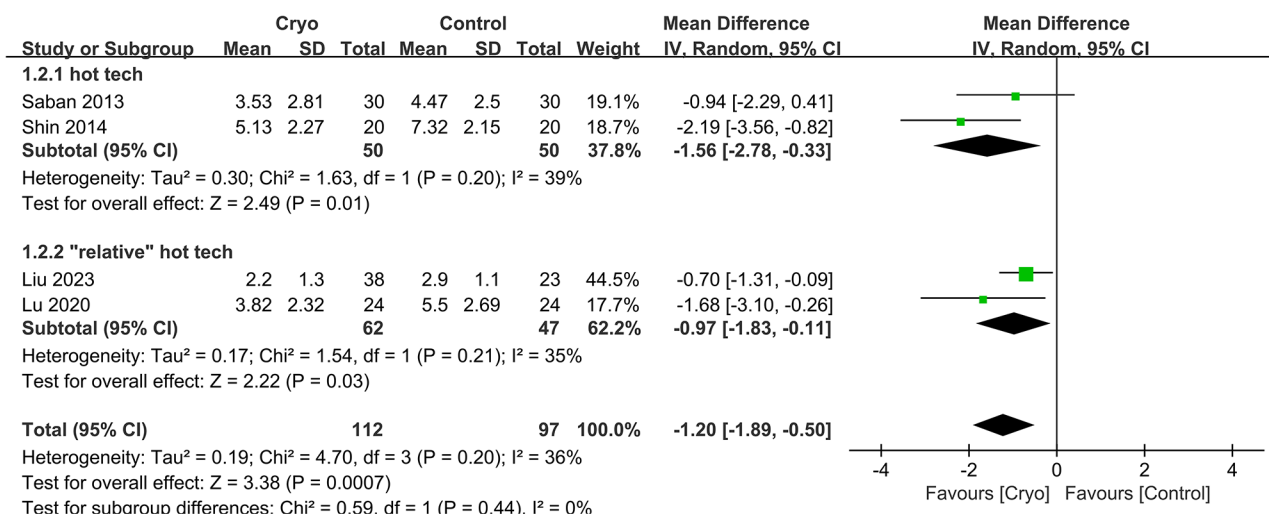 Cryo Control Mean Difference Mean Difference
Study or Subgroup Mean SD Total Mean SD Total Weight IV, Random, 95% CI IV, Random, 95% CI
1.2.1 hot tech
Saban 2013 3.53 2.81 30 4.47 2.5 30 19.1% -0.94 [-2.29, 0.41]
Shin 2014 5.13 2.27 20 7.32 2.15 20 18.7% -2.19 [-3.56, -0.82]
Subtotal (95% CI) 50 50 37.8% -1.56 [-2.78, -0.33]
Heterogeneity: Tau² = 0.30; Chi² = 1.63, df = 1 (P = 0.20); I² = 39%
Test for overall effect: Z = 2.49 (P = 0.01)
1.2.2 "relative" hot tech
Liu 2023 2.2 1.3 38 2.9 1.1 23 44.5% -0.70 [-1.31, -0.09]
Lu 2020 3.82 2.32 24 5.5 2.69 24 17.7% -1.68 [-3.10, -0.26]
Subtotal (95% CI) 62 47 62.2% -0.97 [-1.83, -0.11]
Heterogeneity: Tau² = 0.17; Chi² = 1.54, df = 1 (P = 0.21); I² = 35%
Test for overall effect: Z = 2.22 (P = 0.03)
Total (95% CI) 112 97 100.0% -1.20 [-1.89, -0.50]
Heterogeneity: Tau² = 0.19; Chi² = 4.70, df = 3 (P = 0.20); I² = 36%
Test for overall effect: Z = 3.38 (P = 0.0007)
Test for subgroup differences: Chi² = 0.59, df = 1 (P = 0.44), I² = 0%
-4 -2 0 2 4
Favours [Cryo] Favours [Control]